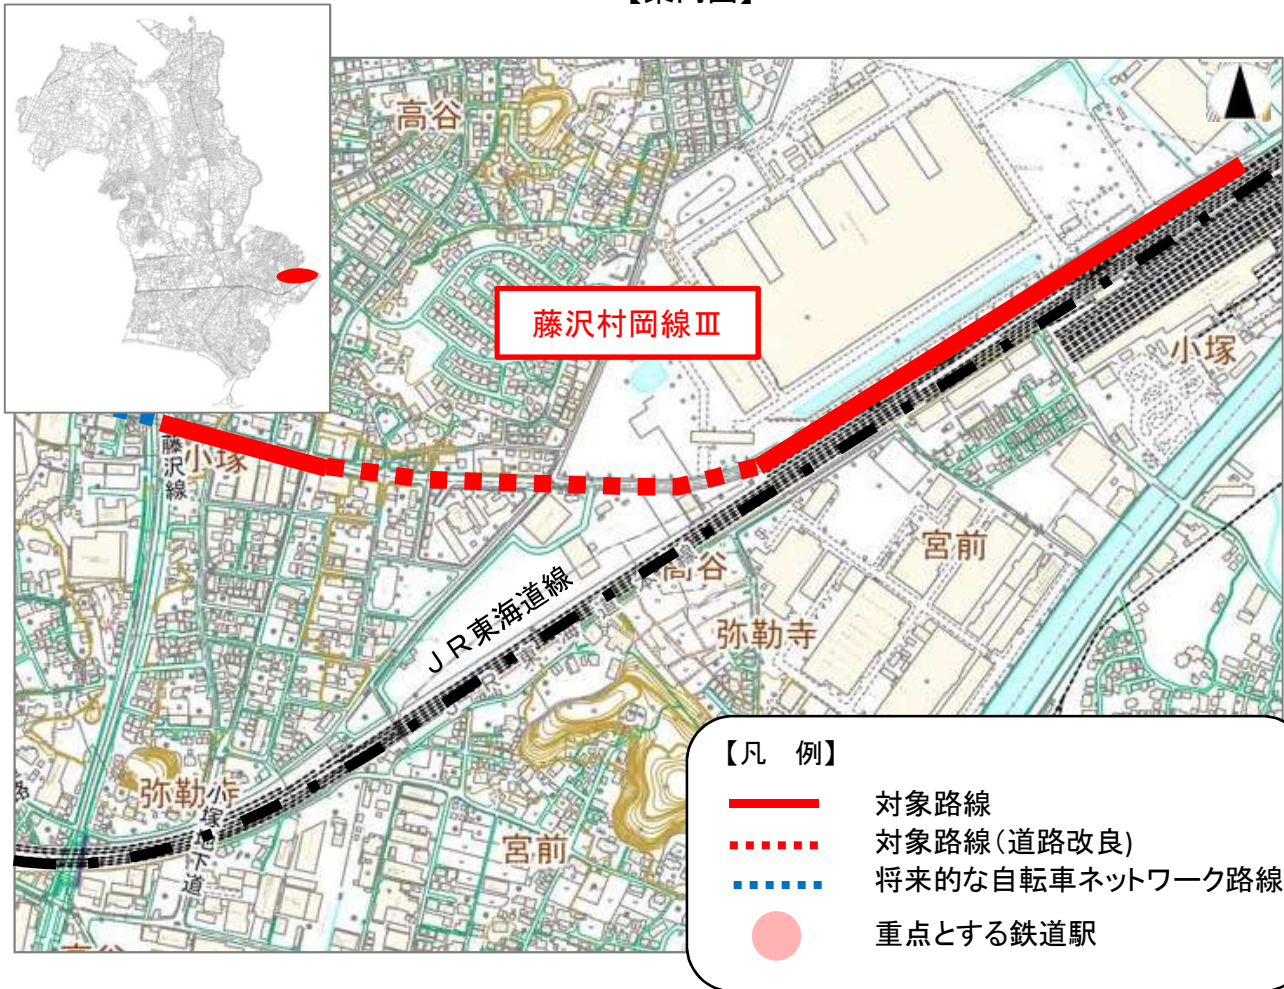 高谷
藤沢村岡線Ⅲ
小塚
藤沢線
小塚
宮前
高谷
JR東海道線
弥勒寺
弥勒寺
小塚地下道
宮前
【凡　例】
対象路線
対象路線（道路改良)
将来的な自転車ネットワーク路線
重点とする鉄道駅